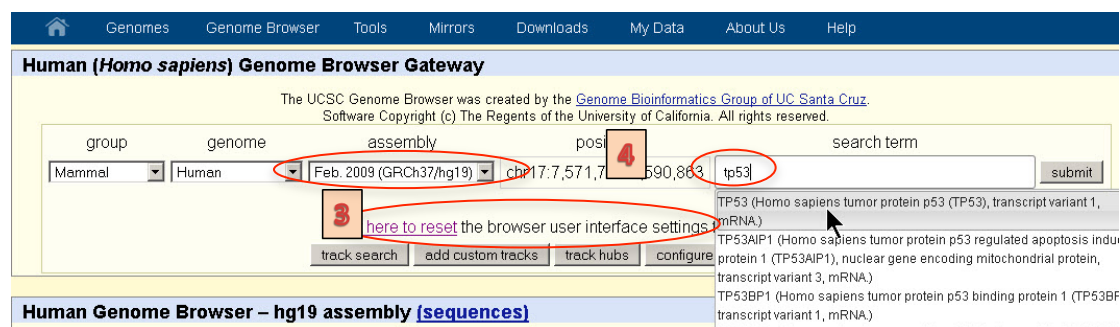 Genomes Genome Browser Tools Mirrors Downloads My Data About Us Help
Human (Homo sapiens) Genome Browser Gateway
The UCSC Genome Browser was created by the Genome Bioinformatics Group of UC Santa Cruz.
Software Copyright (c) The Regents of the University of California. All rights reserved.
group genome assembly posi 4 search term
Mammal Human Feb. 2009 (GRCh37/hg19) chr17:7,571,7 590,863 tp53 submit
TP53 (Homo sapiens tumor protein p53 (TP53), transcript variant 1,
mRNA.)
3 here to reset the browser user interface settings
TP53AIP1 (Homo sapiens tumor protein p53 regulated apoptosis indu
protein 1 (TP53AIP1), nuclear gene encoding mitochondrial protein,
transcript variant 3, mRNA.)
track search add custom tracks track hubs configure
TP53BP1 (Homo sapiens tumor protein p53 binding protein 1 (TP53BP
transcript variant 1, mRNA.)
Human Genome Browser – hg19 assembly (sequences)